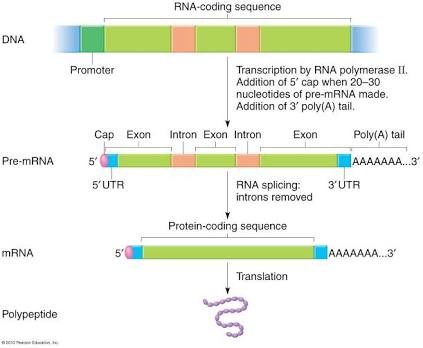 RNA-coding sequence
DNA
Promoter
Transcription by RNA polymerase II.
Addition of 5′ cap when 20–30
nucleotides of pre-mRNA made.
Addition of 3′ poly(A) tail.
Cap Exon Intron Exon Intron Exon Poly(A) tail
Pre-mRNA 5′ AAAAAAA...3′
5′UTR RNA splicing: 3′UTR
introns removed
Protein-coding sequence
mRNA 5′ AAAAAAA...3′
Translation
Polypeptide
© 2010 Pearson Education, Inc.